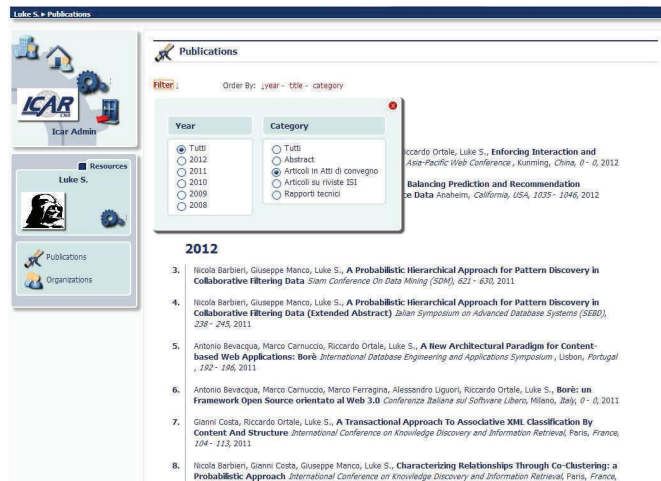 Luke S. ▸ Publications
ICAR
CNR
Icar Admin
Resources
Luke S.
Publications
Organizations
Publications
Filter ↓ Order By: ↓year - title - category
Year
Tutti
2012
2011
2010
2009
2008
Category
Tutti
Abstract
Articoli in Atti di convegno
Articoli su riviste ISI
Rapporti tecnici
iccardo Ortale, Luke S., Enforcing Interaction and
Asia-Pacific Web Conference , Kunming, China, 0 - 0, 2012
Balancing Prediction and Recommendation
ce Data Anaheim, California, USA, 1035 - 1046, 2012
2012
3. Nicola Barbieri, Giuseppe Manco, Luke S., A Probabilistic Hierarchical Approach for Pattern Discovery in
Collaborative Filtering Data Siam Conference On Data Mining (SDM), 621 - 630, 2011
4. Nicola Barbieri, Giuseppe Manco, Luke S., A Probabilistic Hierarchical Approach for Pattern Discovery in
Collaborative Filtering Data (Extended Abstract) Ialian Symposium on Advanced Database Systems (SEBD),
238 - 245, 2011
5. Antonio Bevacqua, Marco Carnuccio, Riccardo Ortale, Luke S., A New Architectural Paradigm for Content-
based Web Applications: Borè International Database Engineering and Applications Symposium , Lisbon, Portugal
, 192 - 196, 2011
6. Antonio Bevacqua, Marco Carnuccio, Marco Ferragina, Alessandro Liguori, Riccardo Ortale, Luke S., Borè: un
Framework Open Source orientato al Web 3.0 Conferenza Italiana sul Software Libero, Milano, Italy, 0 - 0, 2011
7. Gianni Costa, Riccardo Ortale, Luke S., A Transactional Approach To Associative XML Classification By
Content And Structure International Conference on Knowledge Discovery and Information Retrieval, Paris, France,
104 - 113, 2011
8. Nicola Barbieri, Gianni Costa, Giuseppe Manco, Luke S., Characterizing Relationships Through Co-Clustering: a
Probabilistic Approach International Conference on Knowledge Discovery and Information Retrieval, Paris, France,